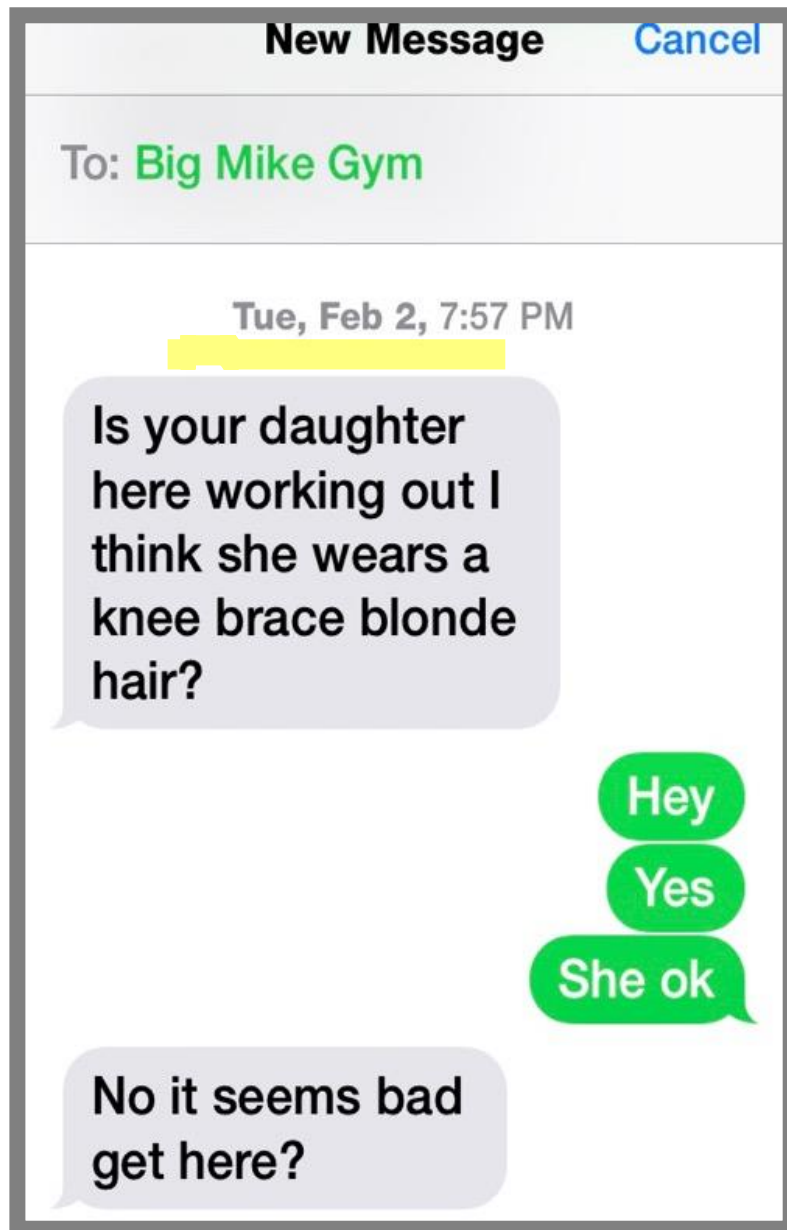 New Message Cancel
To: Big Mike Gym
Tue, Feb 2, 7:57 PM
Is your daughter
here working out I
think she wears a
knee brace blonde
hair?
Hey
Yes
She ok
No it seems bad
get here?